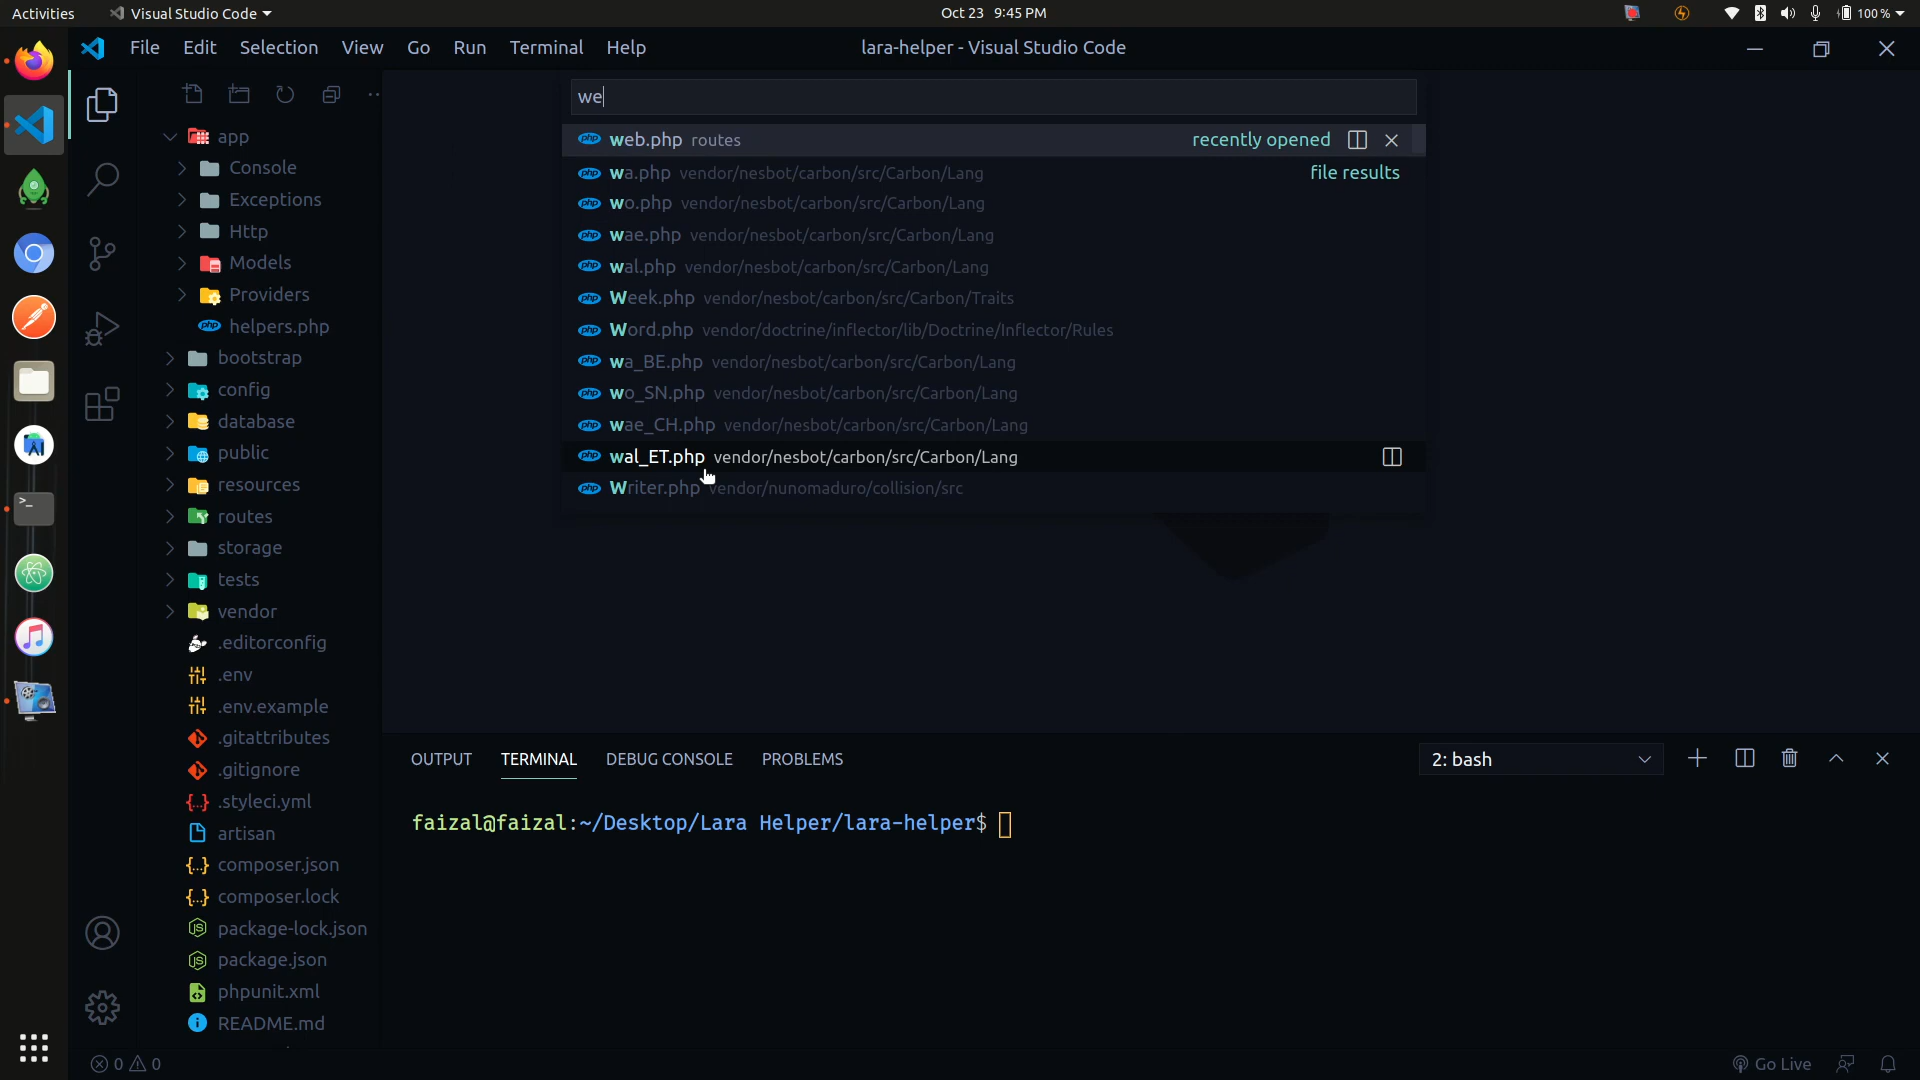 Activities Visual Studio Code Oct 23 9:45 PM 100 %
File Edit Selection View Go Run Terminal Help lara-helper - Visual Studio Code
we
web.php routes recently opened
wa.php vendor/nesbot/carbon/src/Carbon/Lang file results
wo.php vendor/nesbot/carbon/src/Carbon/Lang
wae.php vendor/nesbot/carbon/src/Carbon/Lang
wal.php vendor/nesbot/carbon/src/Carbon/Lang
Week.php vendor/nesbot/carbon/src/Carbon/Traits
Word.php vendor/doctrine/inflector/lib/Doctrine/Inflector/Rules
wa_BE.php vendor/nesbot/carbon/src/Carbon/Lang
wo_SN.php vendor/nesbot/carbon/src/Carbon/Lang
wae_CH.php vendor/nesbot/carbon/src/Carbon/Lang
wal_ET.php vendor/nesbot/carbon/src/Carbon/Lang
Writer.php vendor/nunomaduro/collision/src
app
Console
Exceptions
Http
Models
Providers
helpers.php
bootstrap
config
database
public
resources
routes
storage
tests
vendor
.editorconfig
.env
.env.example
.gitattributes
.gitignore
.styleci.yml
artisan
composer.json
composer.lock
package-lock.json
package.json
phpunit.xml
README.md
OUTPUT TERMINAL DEBUG CONSOLE PROBLEMS 2: bash
faizal@faizal:~/Desktop/Lara Helper/lara-helper$
0 0 Go Live